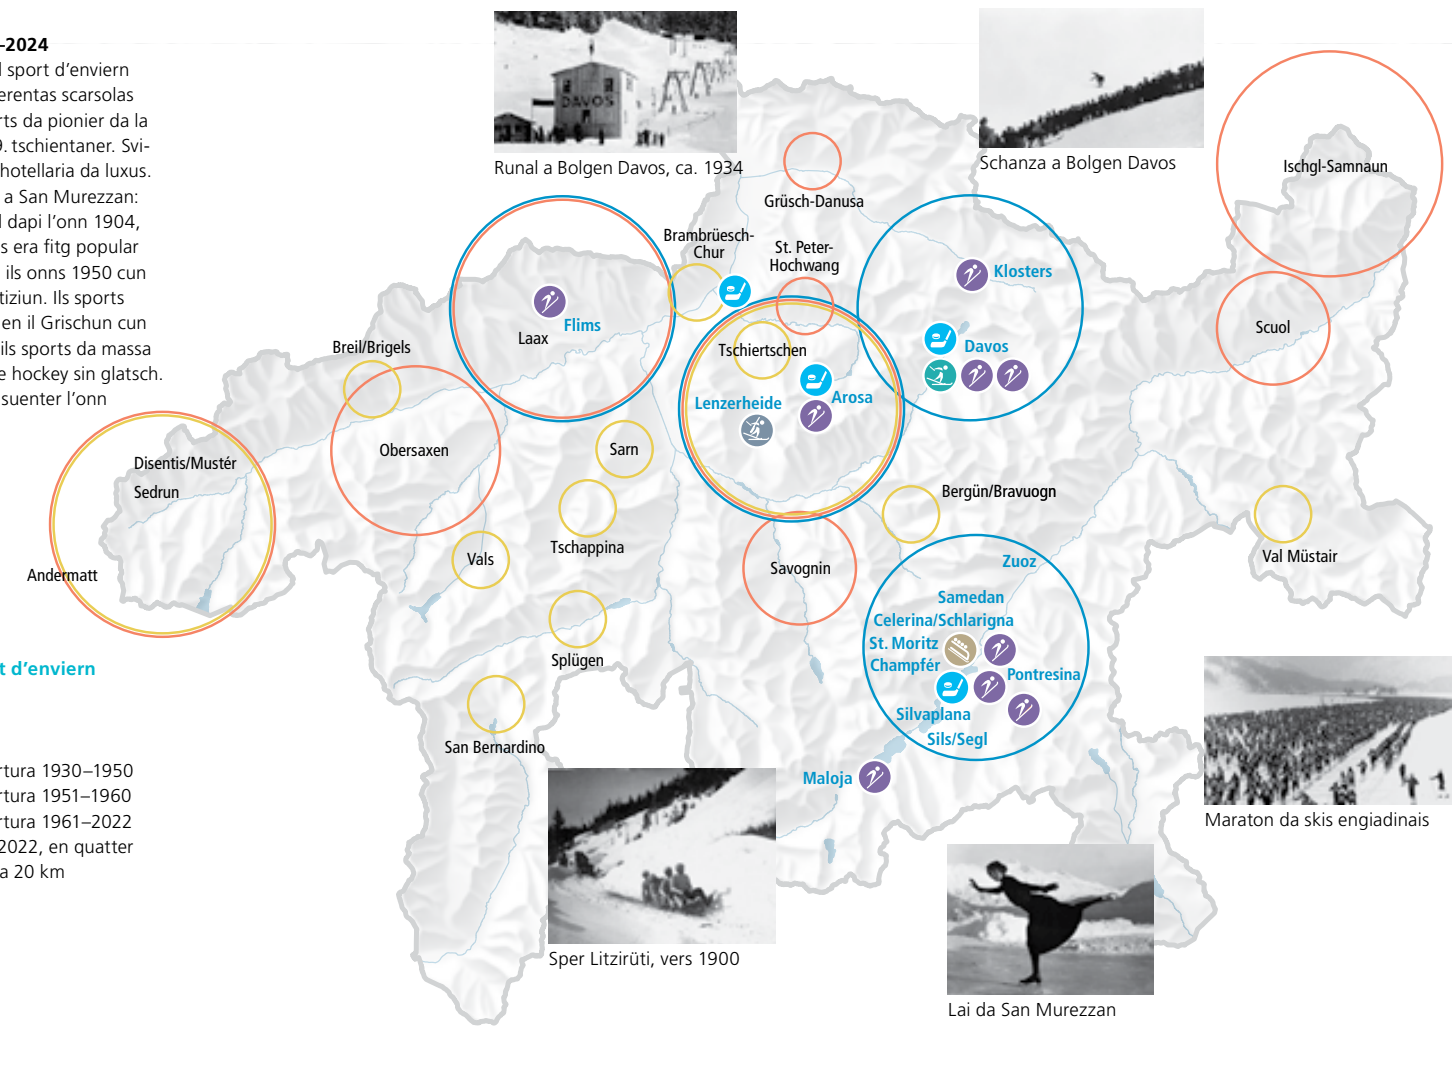 –2024
l sport d’enviern
erentas scarsolas
rts da pionier da la
9. tschientaner. Svi-
hotellaria da luxus.
a San Murezzan:
l dapi l’onn 1904,
s era fitg popular
ils onns 1950 cun
tiziun. Ils sports
en il Grischun cun
ils sports da massa
e hockey sin glatsch.
suenter l’onn
t d’enviern
rtura 1930–1950
rtura 1951–1960
rtura 1961–2022
2022, en quatter
a 20 km
DAVOS
Runal a Bolgen Davos, ca. 1934
Schanza a Bolgen Davos
Ischgl-Samnaun
Grüsch-Danusa
Brambrüesch-
Chur
St. Peter-
Hochwang
Klosters
Flims
Laax
Scuol
Breil/Brigels
Tschiertschen
Davos
Lenzerheide
Arosa
Obersaxen
Sarn
Disentis/Mustér
Sedrun
Bergün/Bravuogn
Tschappina
Vals
Andermatt
Savognin
Val Müstair
Zuoz
Samedan
Celerina/Schlarigna
St. Moritz
Champfér
Pontresina
Silvaplana
Sils/Segl
Splügen
San Bernardino
Maloja
Maraton da skis engiadinais
Sper Litzirüti, vers 1900
Lai da San Murezzan